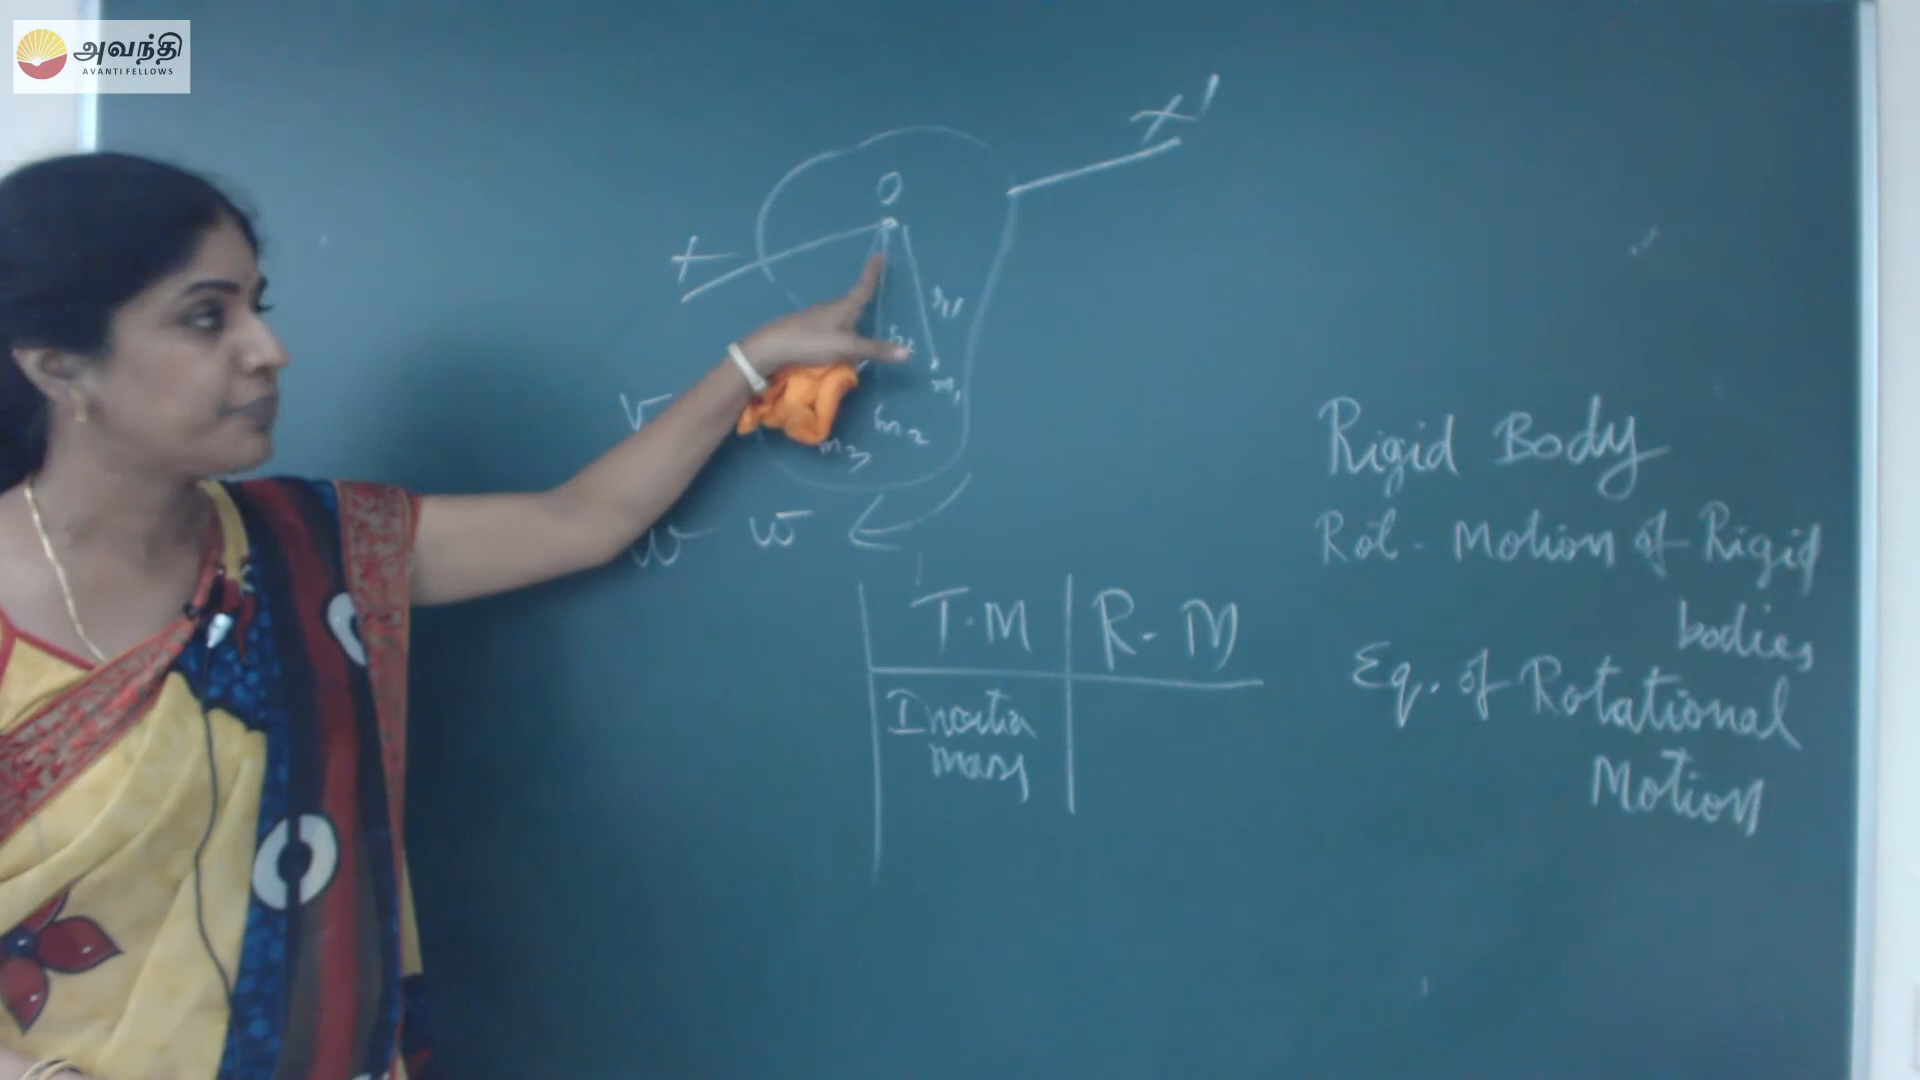 அவந்தி
AVANTI FELLOWS
X'
O
X
r1
m1
m2
m3
V
W W
T.M R.M
Inertia
mass
Rigid Body
Rot. Motion of Rigid
bodies
Eq. of Rotational
Motion